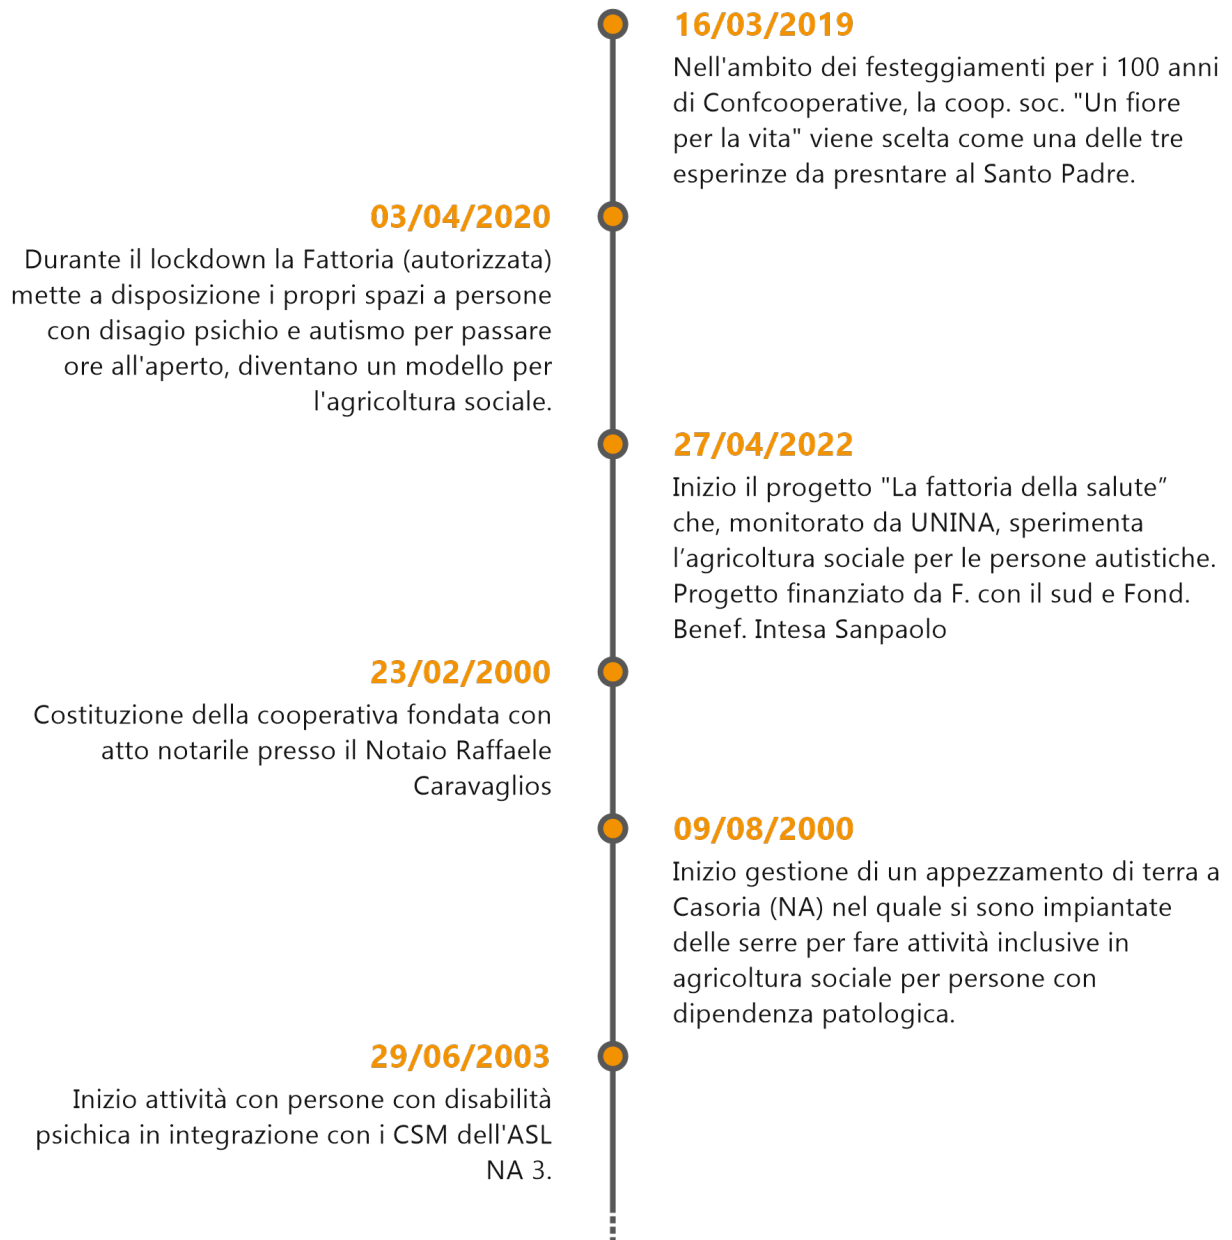 16/03/2019
Nell'ambito dei festeggiamenti per i 100 anni
di Confcooperative, la coop. soc. "Un fiore
per la vita" viene scelta come una delle tre
esperinze da presntare al Santo Padre.
03/04/2020
Durante il lockdown la Fattoria (autorizzata)
mette a disposizione i propri spazi a persone
con disagio psichio e autismo per passare
ore all'aperto, diventano un modello per
l'agricoltura sociale.
27/04/2022
Inizio il progetto "La fattoria della salute”
che, monitorato da UNINA, sperimenta
l’agricoltura sociale per le persone autistiche.
Progetto finanziato da F. con il sud e Fond.
Benef. Intesa Sanpaolo
23/02/2000
Costituzione della cooperativa fondata con
atto notarile presso il Notaio Raffaele
Caravaglios
09/08/2000
Inizio gestione di un appezzamento di terra a
Casoria (NA) nel quale si sono impiantate
delle serre per fare attività inclusive in
agricoltura sociale per persone con
dipendenza patologica.
29/06/2003
Inizio attività con persone con disabilità
psichica in integrazione con i CSM dell'ASL
NA 3.